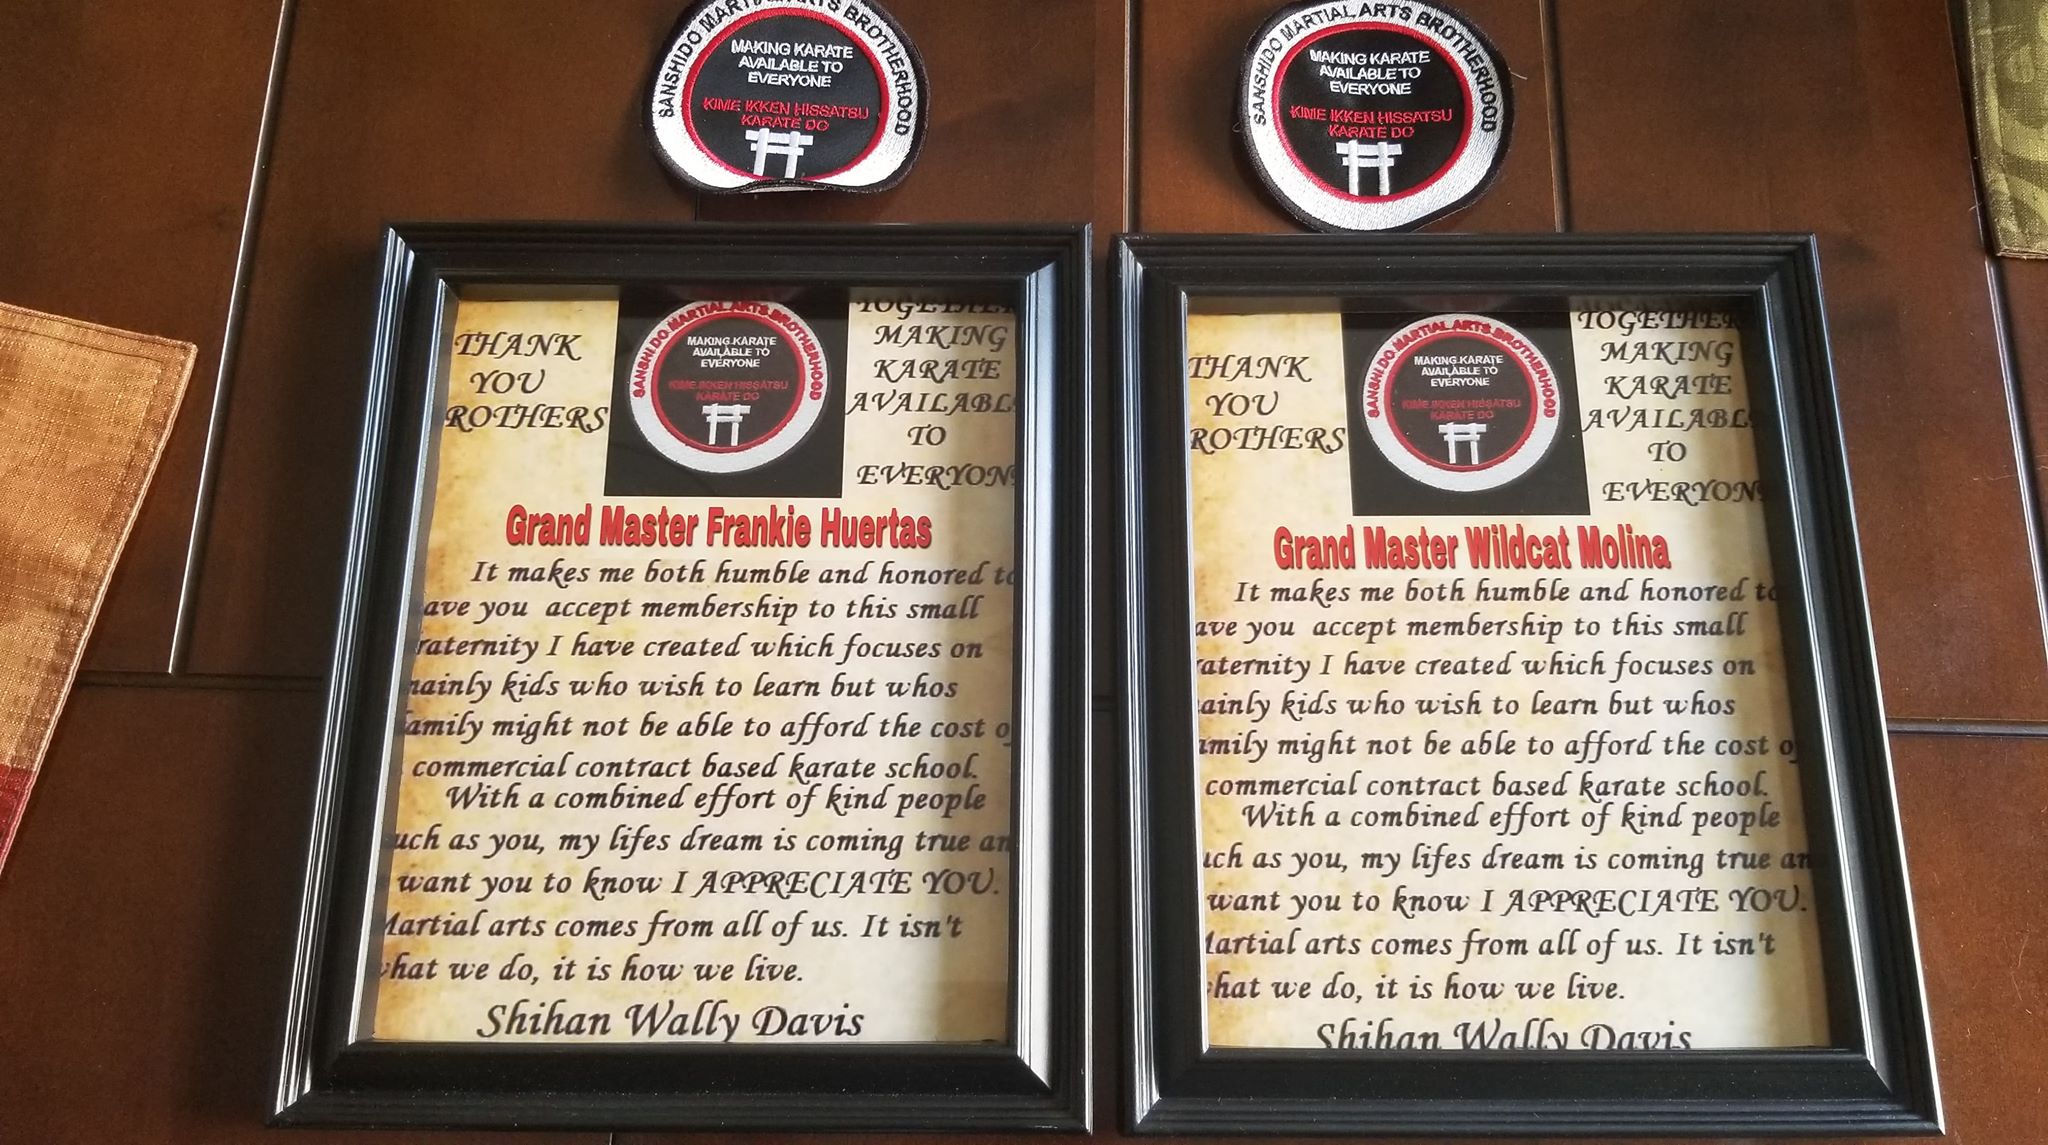 SANSHIDO MARTIAL ARTS BROTHERHOOD
MAKING KARATE
AVAILABLE TO
EVERYONE
KIME IKKEN HISSATSU
KARATE DO
SANSHIDO MARTIAL ARTS BROTHERHOOD
MAKING KARATE
AVAILABLE TO
EVERYONE
KIME IKKEN HISSATSU
KARATE DO
THANK
YOU
ROTHERS
SANSHIDO MARTIAL ARTS BROTHERHOOD
MAKING KARATE
AVAILABLE TO
EVERYONE
KIME IKKEN HISSATSU
KARATE DO
TOGETHER
MAKING
KARATE
AVAILABL
TO
EVERYON
Grand Master Frankie Huertas
It makes me both humble and honored to
ave you accept membership to this small
raternity I have created which focuses on
mainly kids who wish to learn but whos
family might not be able to afford the cost o
commercial contract based karate school.
With a combined effort of kind people
uch as you, my lifes dream is coming true an
want you to know I APPRECIATE YOU.
Martial arts comes from all of us. It isn't
what we do, it is how we live.
Shihan Wally Davis
THANK
YOU
ROTHERS
SANSHIDO MARTIAL ARTS BROTHERHOOD
MAKING KARATE
AVAILABLE TO
EVERYONE
KIME IKKEN HISSATSU
KARATE DO
TOGETHER
MAKING
KARATE
AVAILABL
TO
EVERYON
Grand Master Wildcat Molina
It makes me both humble and honored to
ave you accept membership to this small
raternity I have created which focuses on
ainly kids who wish to learn but whos
amily might not be able to afford the cost of
commercial contract based karate school.
With a combined effort of kind people
uch as you, my lifes dream is coming true an
want you to know I APPRECIATE YOU.
Martial arts comes from all of us. It isn't
what we do, it is how we live.
Shihan Wally Davis